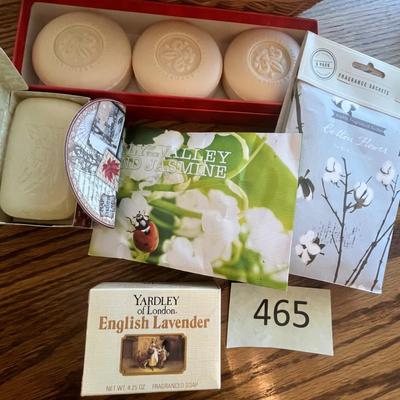 FRAGRANCE SACHETS
Cotton Flower
VALLEY
JASMINE
YARDLEY
of London
English Lavender
NET WT. 4.25 OZ FRAGRANCED SOAP
465